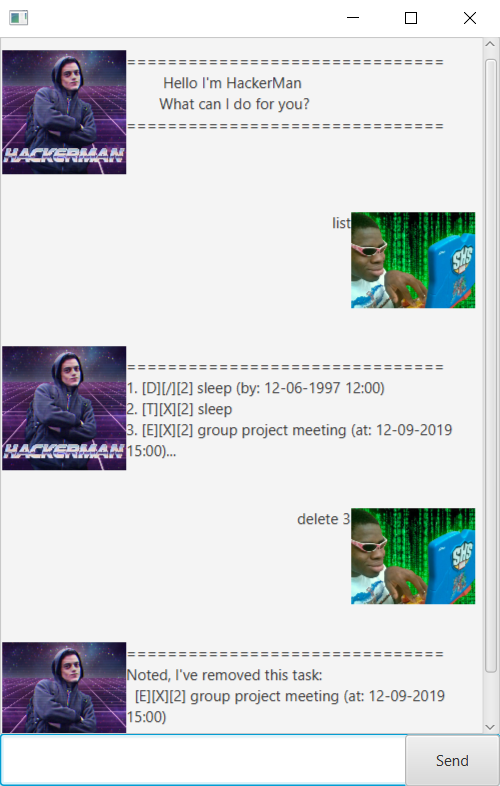 ==============================
Hello I'm HackerMan
What can I do for you?
==============================
HACKERMAN
list
SHS
==============================
1. [D][/][2] sleep (by: 12-06-1997 12:00)
2. [T][X][2] sleep
3. [E][X][2] group project meeting (at: 12-09-2019
15:00)...
HACKERMAN
delete 3
SHS
==============================
Noted, I've removed this task:
[E][X][2] group project meeting (at: 12-09-2019
15:00)
Send